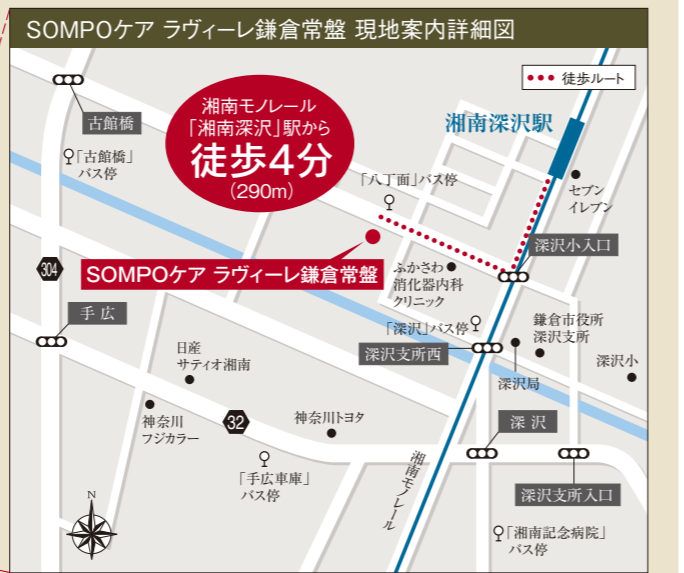 SOMPOケア ラヴィーレ鎌倉常盤 現地案内詳細図
徒歩ルート
古館橋
湘南モノレール
「湘南深沢」駅から
徒歩4分
(290m)
湘南深沢駅
「古館橋」
バス停
「八丁面」バス停
セブン
イレブン
深沢小入口
304
SOMPOケア ラヴィーレ鎌倉常盤
ふかさわ
消化器内科
クリニック
手広
「深沢」バス停
鎌倉市役所
深沢支所
深沢支所西
日産
サティオ湘南
深沢局
深沢小
神奈川
フジカラー
32
神奈川トヨタ
深沢
「手広車庫」
バス停
湘南モノレール
深沢支所入口
N
「湘南記念病院」
バス停